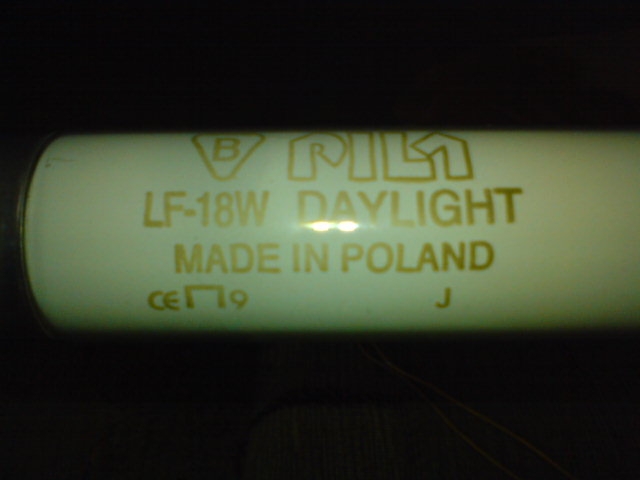 B PILA
LF-18W DAYLIGHT
MADE IN POLAND
CE 9 J